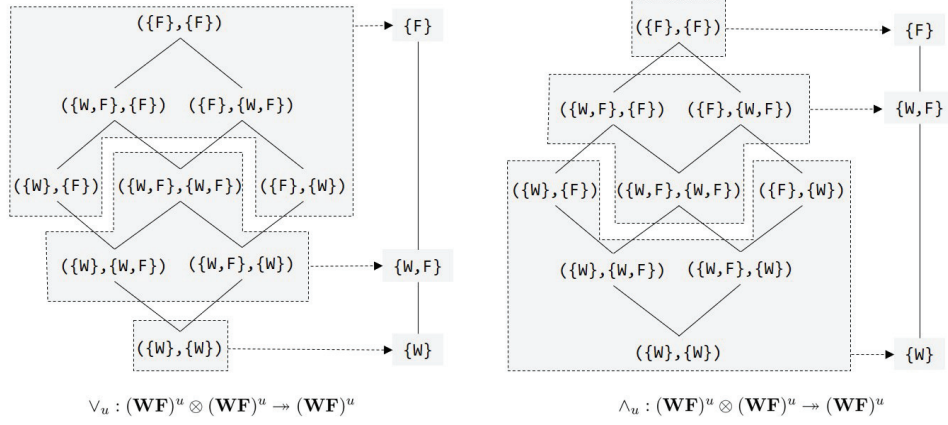 ({F},{F}) {F}
({W,F},{F}) ({F},{W,F})
({W},{F}) ({W,F},{W,F}) ({F},{W})
({W},{W,F}) ({W,F},{W}) {W,F}
({W},{W}) {W}
∨u : (WF)ᵘ ⊗ (WF)ᵘ ↠ (WF)ᵘ
({F},{F}) {F}
({W,F},{F}) ({F},{W,F}) {W,F}
({W},{F}) ({W,F},{W,F}) ({F},{W})
({W},{W,F}) ({W,F},{W})
({W},{W}) {W}
∧u : (WF)ᵘ ⊗ (WF)ᵘ ↠ (WF)ᵘ